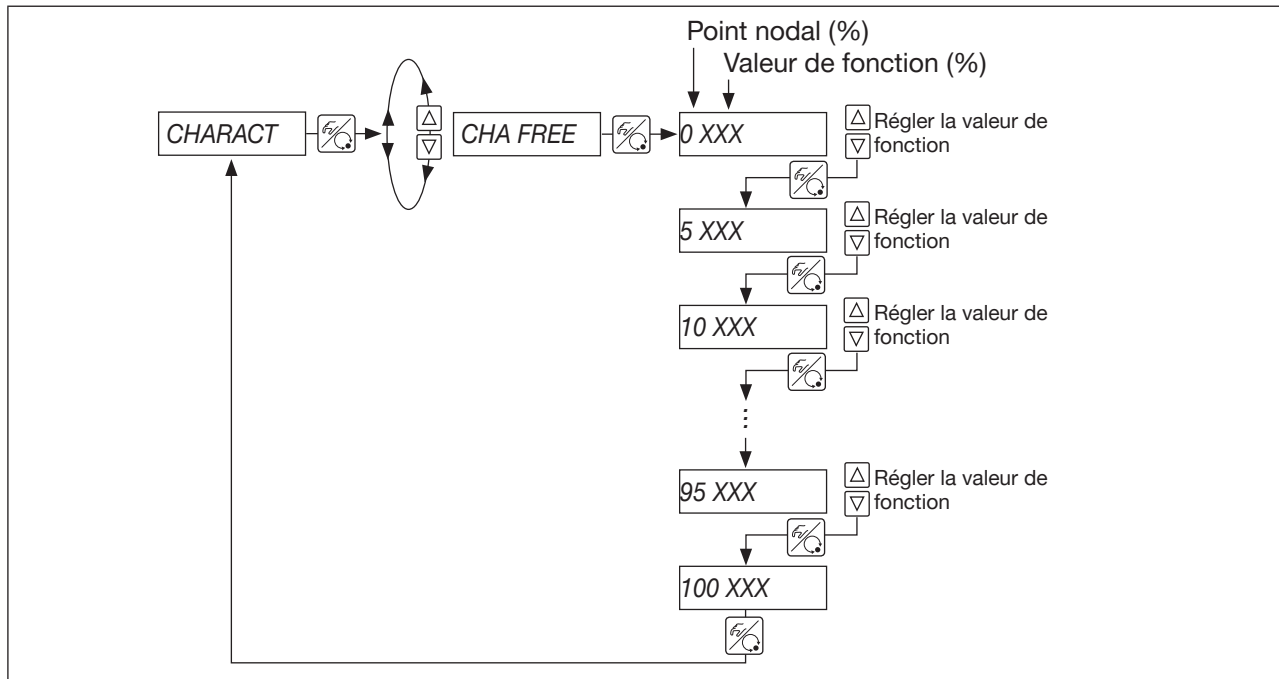 Point nodal (%)
Valeur de fonction (%)
CHARACT
CHA FREE
0 XXX
Régler la valeur de
fonction
5 XXX
Régler la valeur de
fonction
10 XXX
Régler la valeur de
fonction
...
95 XXX
Régler la valeur de
fonction
100 XXX